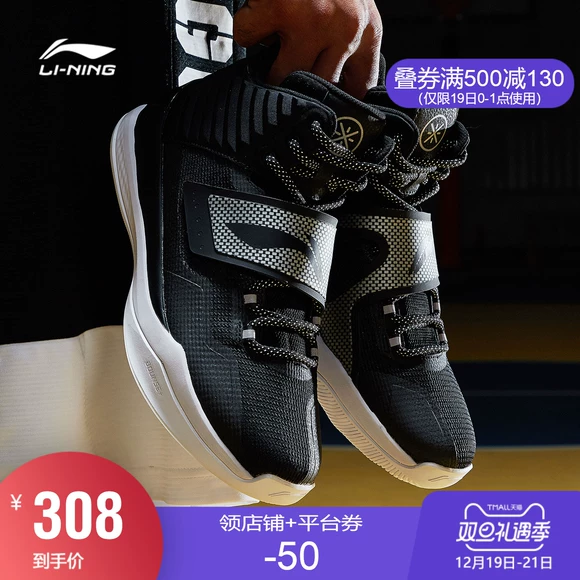 LI-NING
叠券满500减130
(仅限19日0-1点使用)
¥308
到手价
领店铺+平台券
-50
TMALL天猫
双旦礼遇季
12月19日-21日